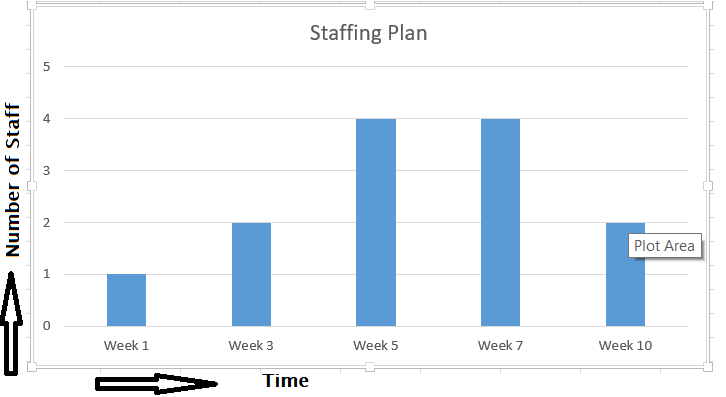 Staffing Plan
5
4
3
2
1
0
Number of Staff
Plot Area
Week 1 Week 3 Week 5 Week 7 Week 10
Time